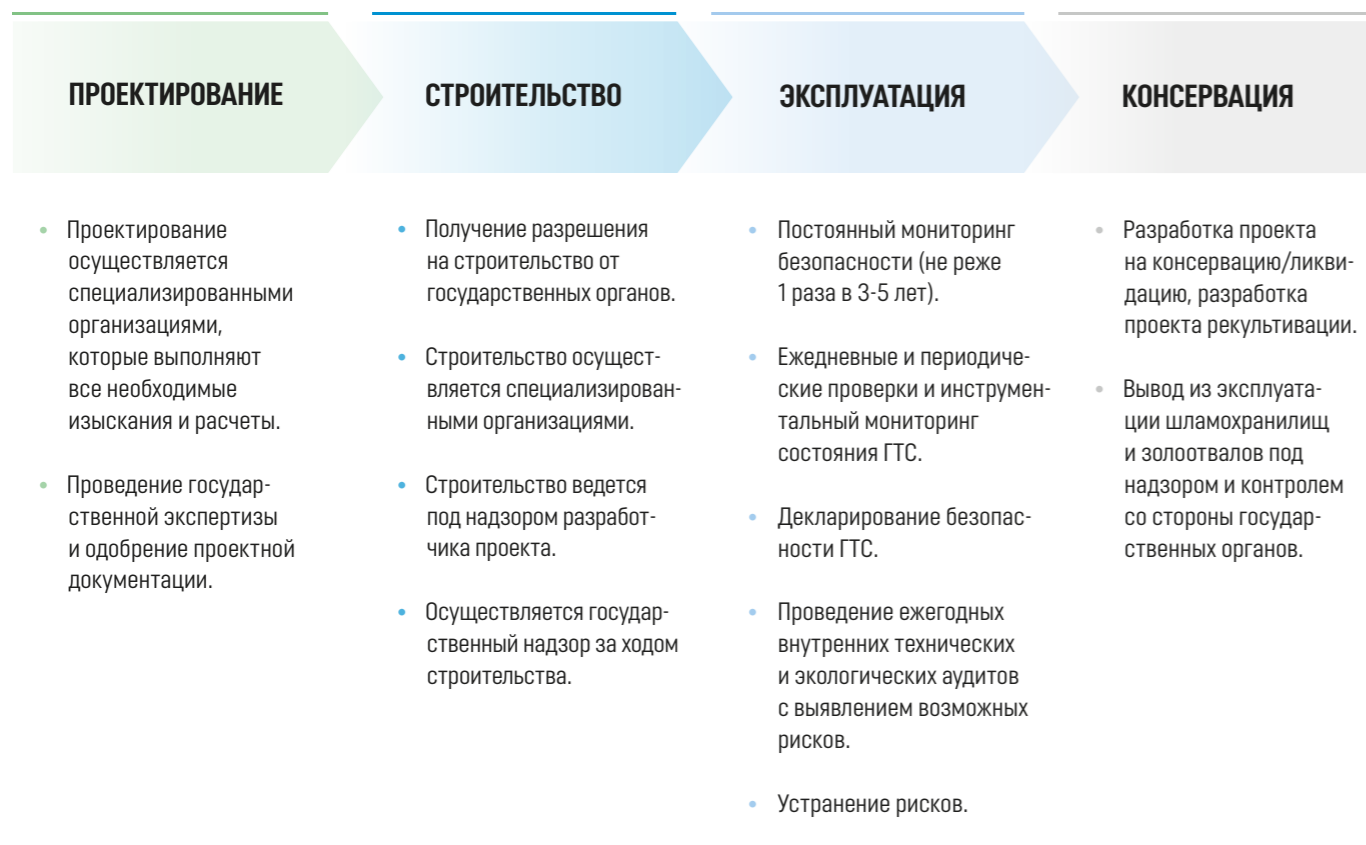 ПРОЕКТИРОВАНИЕ
СТРОИТЕЛЬСТВО
ЭКСПЛУАТАЦИЯ
КОНСЕРВАЦИЯ
• Проектирование
осуществляется
специализированными
организациями,
которые выполняют
все необходимые
изыскания и расчеты.
• Проведение государ-
ственной экспертизы
и одобрение проектной
документации.
• Получение разрешения
на строительство от
государственных органов.
• Строительство осущест-
вляется специализирован-
ными организациями.
• Строительство ведется
под надзором разработ-
чика проекта.
• Осуществляется государ-
ственный надзор за ходом
строительства.
• Постоянный мониторинг
безопасности (не реже
1 раза в 3-5 лет).
• Ежедневные и периодиче-
ские проверки и инструмен-
тальный мониторинг
состояния ГТС.
• Декларирование безопас-
ности ГТС.
• Проведение ежегодных
внутренних технических
и экологических аудитов
с выявлением возможных
рисков.
• Устранение рисков.
• Разработка проекта
на консервацию/ликви-
дацию, разработка
проекта рекультивации.
• Вывод из эксплуата-
ции шламохранилищ
и золоотвалов под
надзором и контролем
со стороны государ-
ственных органов.